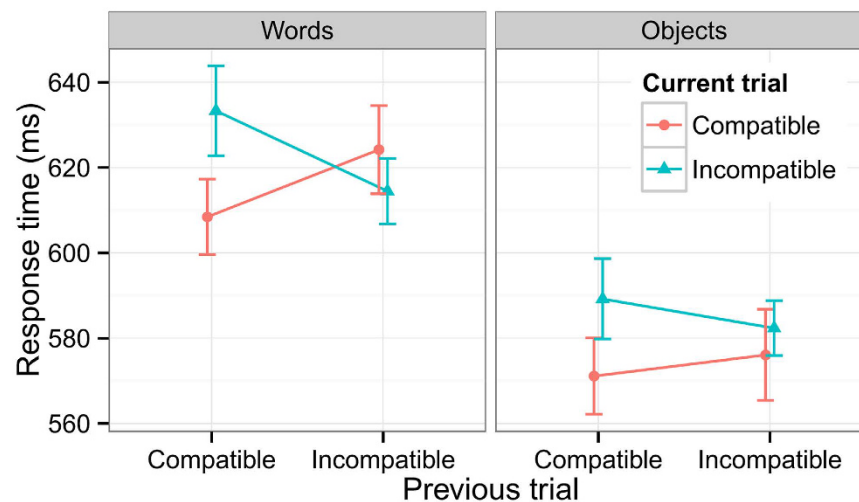 Words
Objects
Response time (ms)
640
620
600
580
560
Current trial
Compatible
Incompatible
Compatible
Incompatible
Compatible
Incompatible
Previous trial